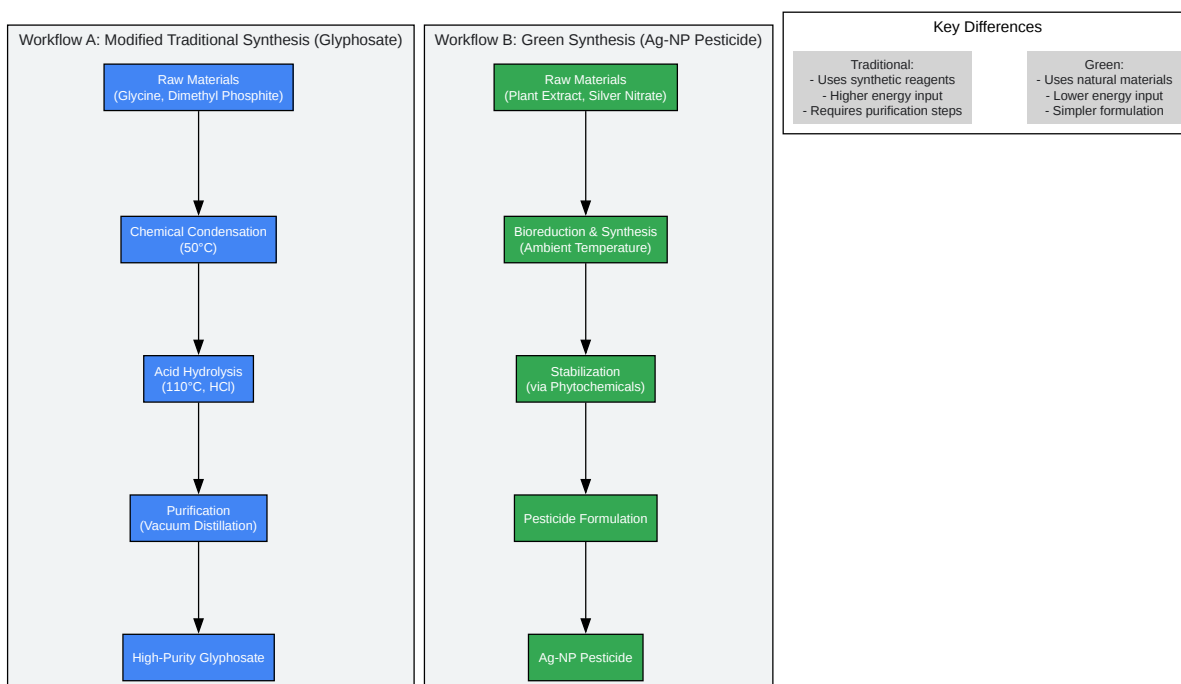 Workflow A: Modified Traditional Synthesis (Glyphosate)
Raw Materials
(Glycine, Dimethyl Phosphite)
Chemical Condensation
(50°C)
Acid Hydrolysis
(110°C, HCl)
Purification
(Vacuum Distillation)
High-Purity Glyphosate
Workflow B: Green Synthesis (Ag-NP Pesticide)
Raw Materials
(Plant Extract, Silver Nitrate)
Bioreduction & Synthesis
(Ambient Temperature)
Stabilization
(via Phytochemicals)
Pesticide Formulation
Ag-NP Pesticide
Key Differences
Traditional:
- Uses synthetic reagents
- Higher energy input
- Requires purification steps
Green:
- Uses natural materials
- Lower energy input
- Simpler formulation